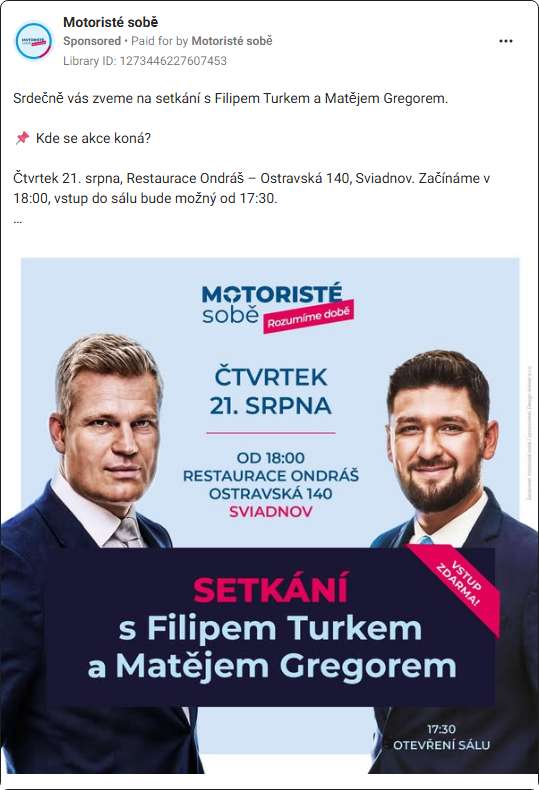 Motoristé sobě
Sponsored • Paid for by Motoristé sobě
Library ID: 1273446227607453
Srdečně vás zveme na setkání s Filipem Turkem a Matějem Gregorem.
📌 Kde se akce koná?
Čtvrtek 21. srpna, Restaurace Ondráš – Ostravská 140, Sviadnov. Začínáme v
18:00, vstup do sálu bude možný od 17:30.
...
MOTORISTÉ
sobě
Rozumíme době
ČTVRTEK
21. SRPNA
OD 18:00
RESTAURACE ONDRÁŠ
OSTRAVSKÁ 140
SVIADNOV
VSTUP
ZDARMA!
SETKÁNÍ
s Filipem Turkem
a Matějem Gregorem
17:30
OTEVŘENÍ SÁLU